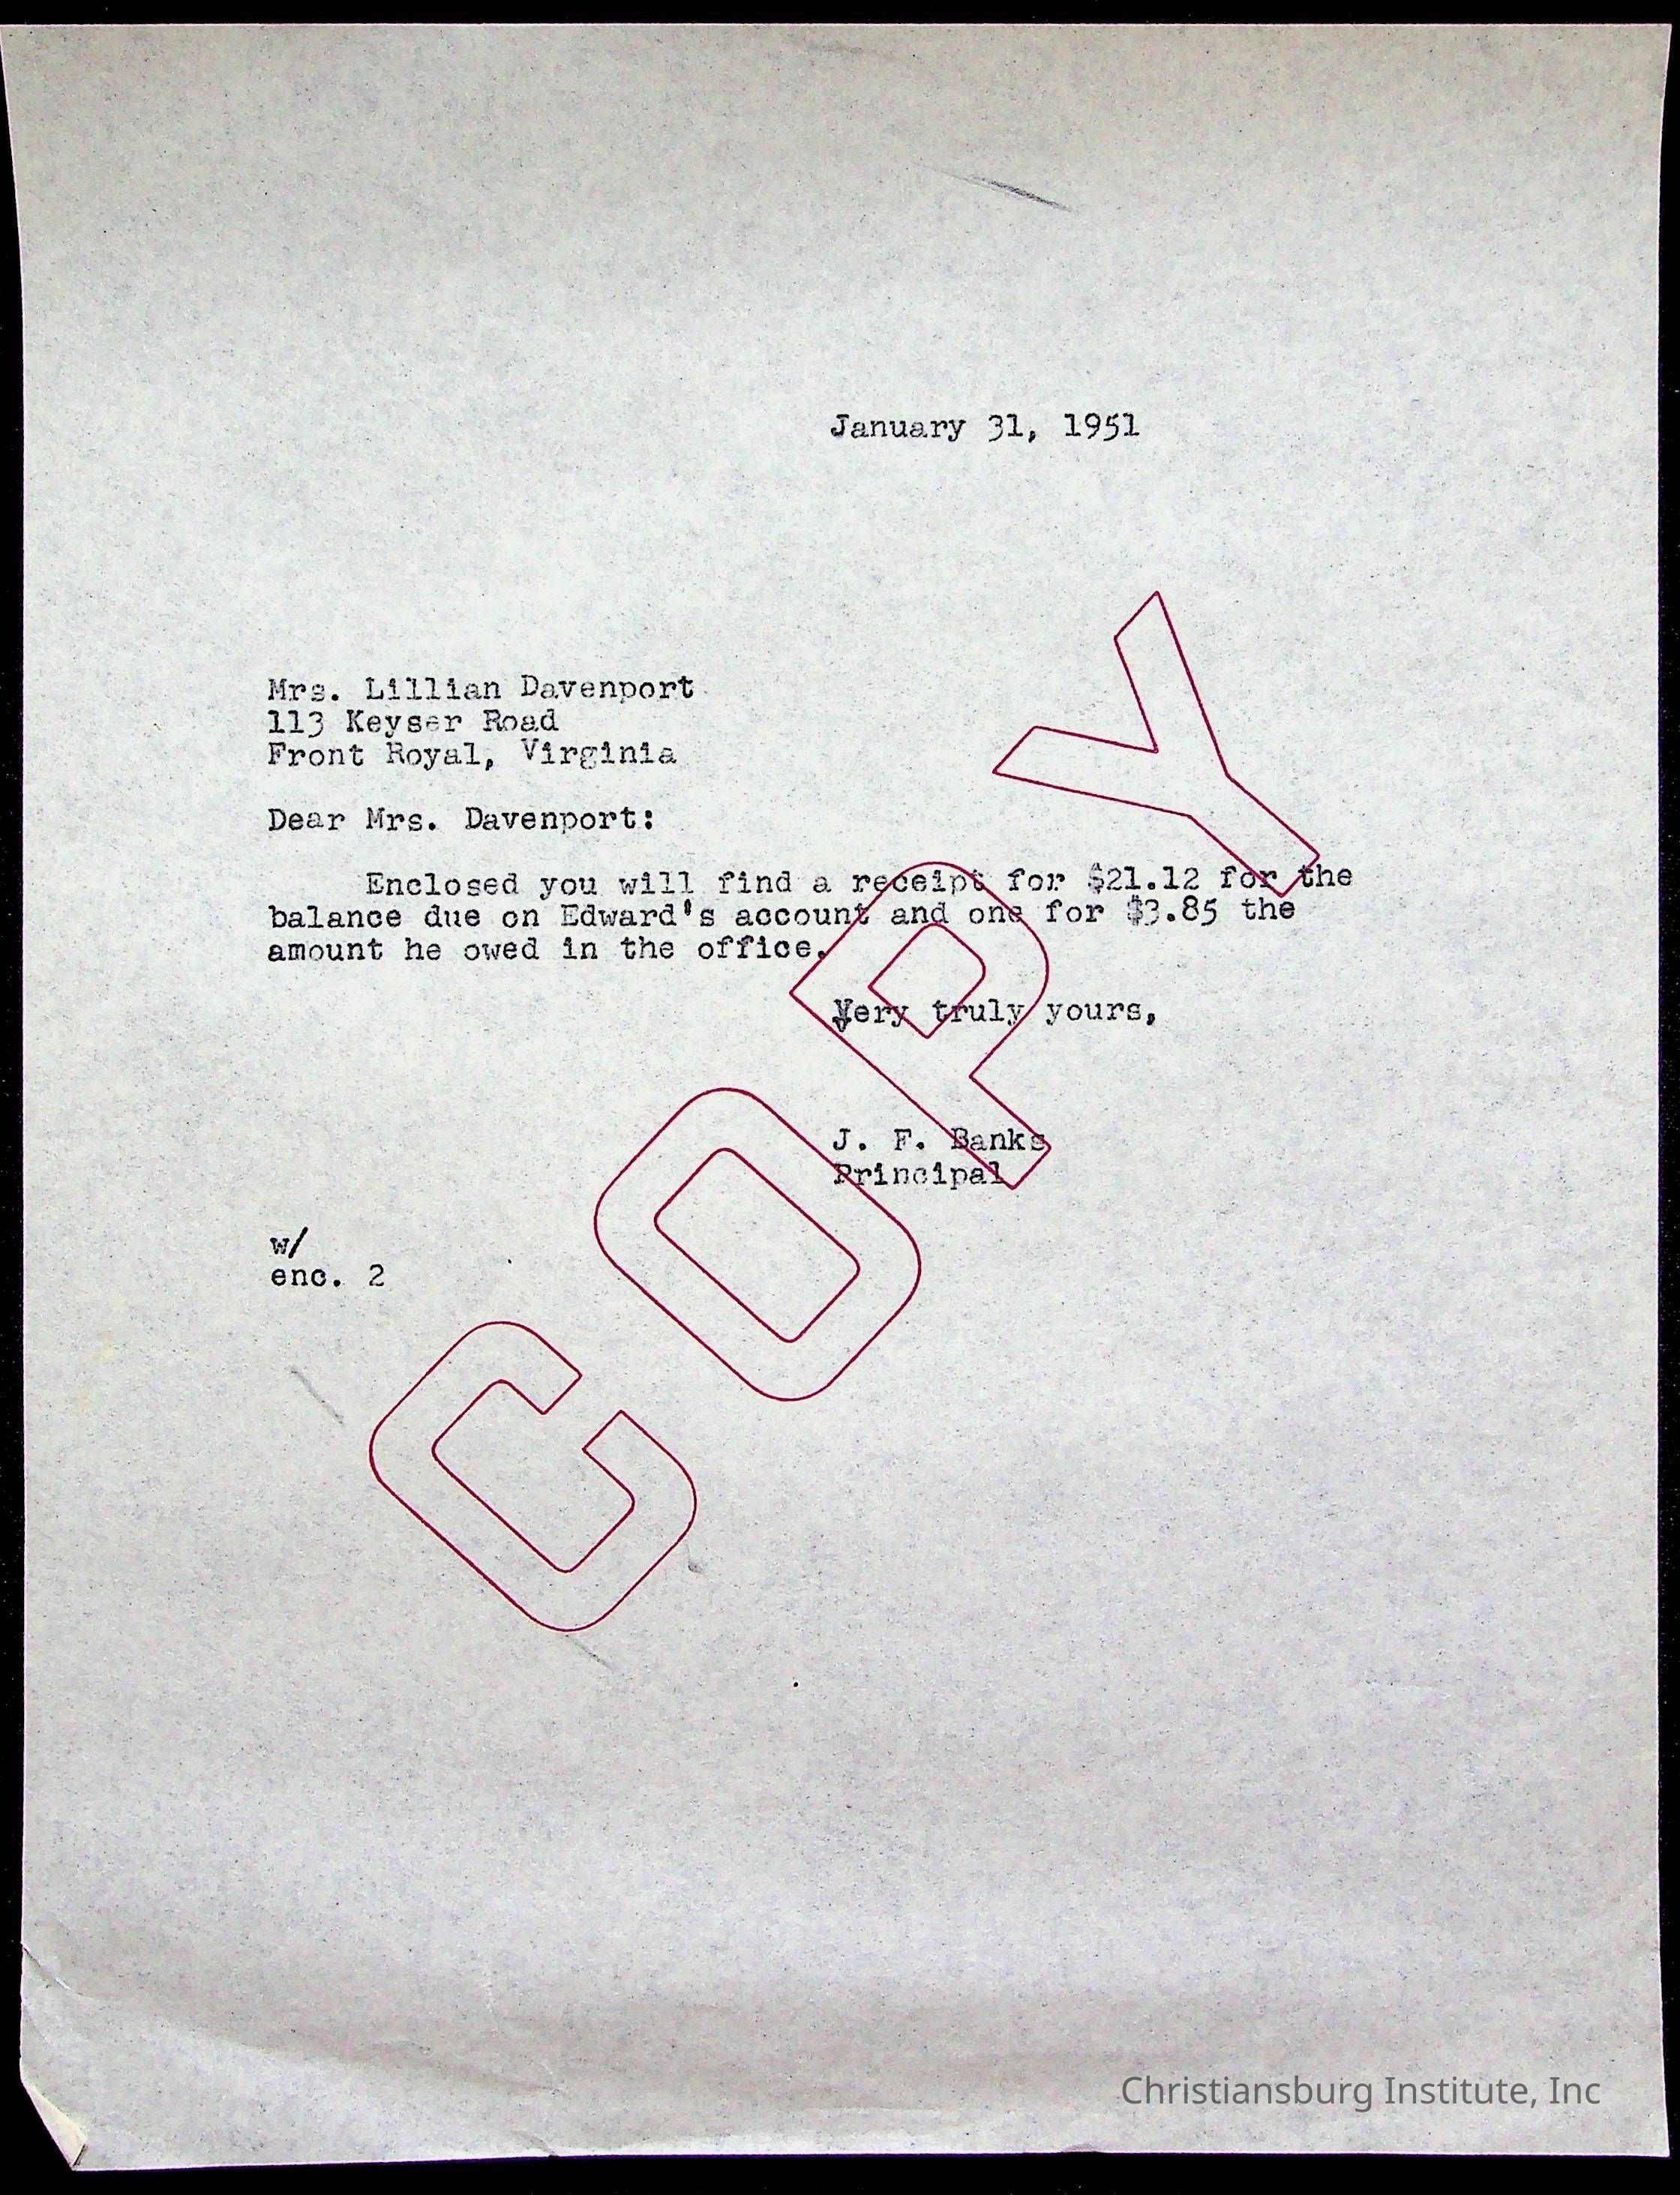 January 31, 1951
Mrs. Lillian Davenport
113 Keyser Road
Front Royal, Virginia
Dear Mrs. Davenport:
Enclosed you will find a receipt for $21.12 for the
balance due on Edward's account and one for $3.85 the
amount he owed in the office.
Very truly yours,
J. F. Banks
Principal
w/
enc. 2
COPY
Christiansburg Institute, Inc